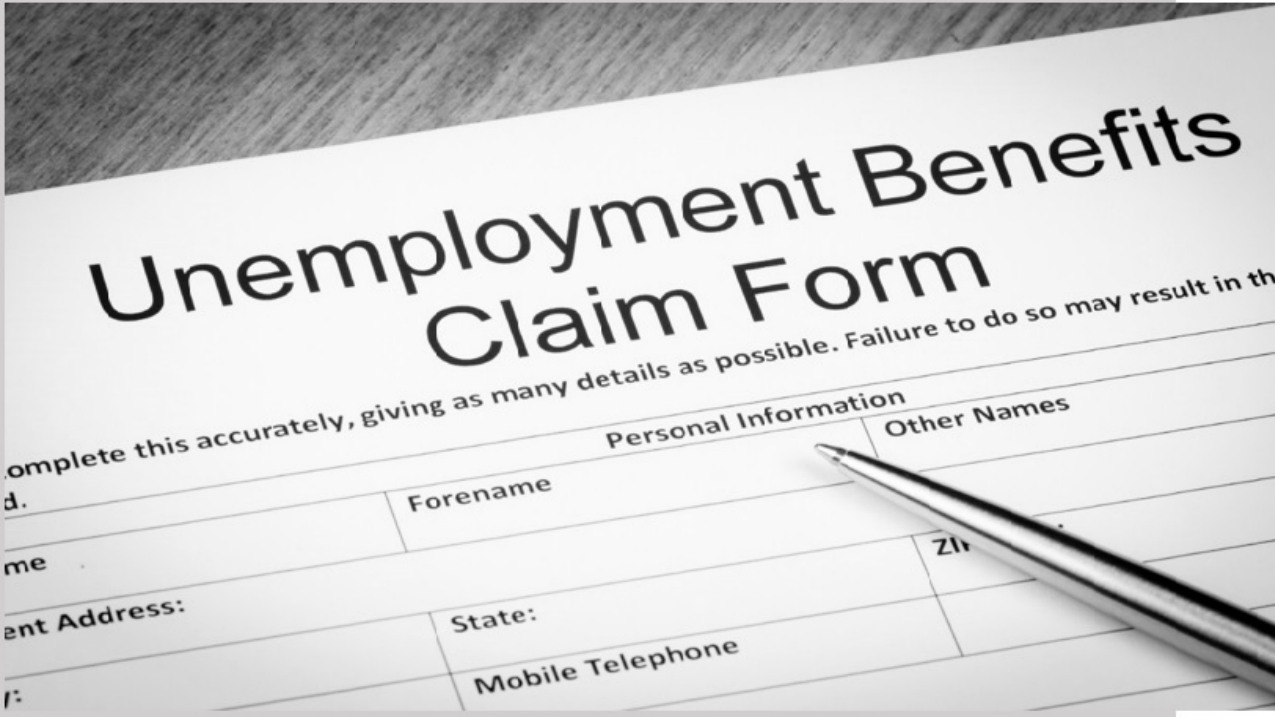 Unemployment Benefits
Claim Form
omplete this accurately, giving as many details as possible. Failure to do so may result in th
d.
Personal Information
me
Forename
Other Names
ent Address:
State:
ZI
y:
Mobile Telephone